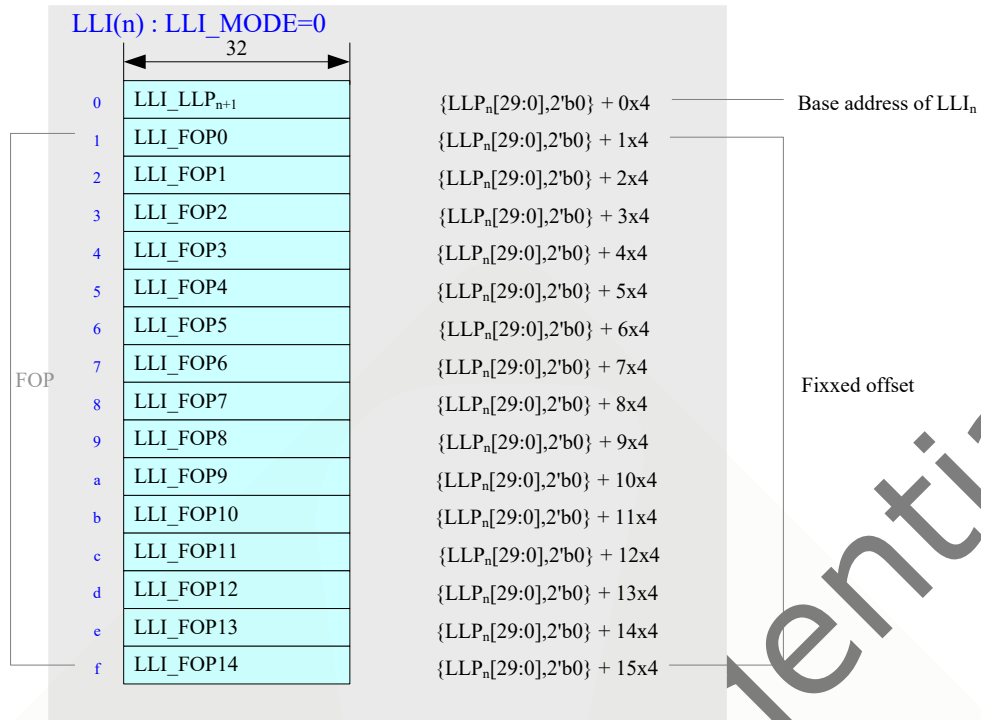 LLI(n) : LLI_MODE=0
32
0 LLI_LLPn+1 {LLPn[29:0],2'b0} + 0x4 Base address of LLIn
1 LLI_FOP0 {LLPn[29:0],2'b0} + 1x4
2 LLI_FOP1 {LLPn[29:0],2'b0} + 2x4
3 LLI_FOP2 {LLPn[29:0],2'b0} + 3x4
4 LLI_FOP3 {LLPn[29:0],2'b0} + 4x4
5 LLI_FOP4 {LLPn[29:0],2'b0} + 5x4
6 LLI_FOP5 {LLPn[29:0],2'b0} + 6x4
7 LLI_FOP6 {LLPn[29:0],2'b0} + 7x4
FOP Fixxed offset
8 LLI_FOP7 {LLPn[29:0],2'b0} + 8x4
9 LLI_FOP8 {LLPn[29:0],2'b0} + 9x4
a LLI_FOP9 {LLPn[29:0],2'b0} + 10x4
b LLI_FOP10 {LLPn[29:0],2'b0} + 11x4
c LLI_FOP11 {LLPn[29:0],2'b0} + 12x4
d LLI_FOP12 {LLPn[29:0],2'b0} + 13x4
e LLI_FOP13 {LLPn[29:0],2'b0} + 14x4
f LLI_FOP14 {LLPn[29:0],2'b0} + 15x4